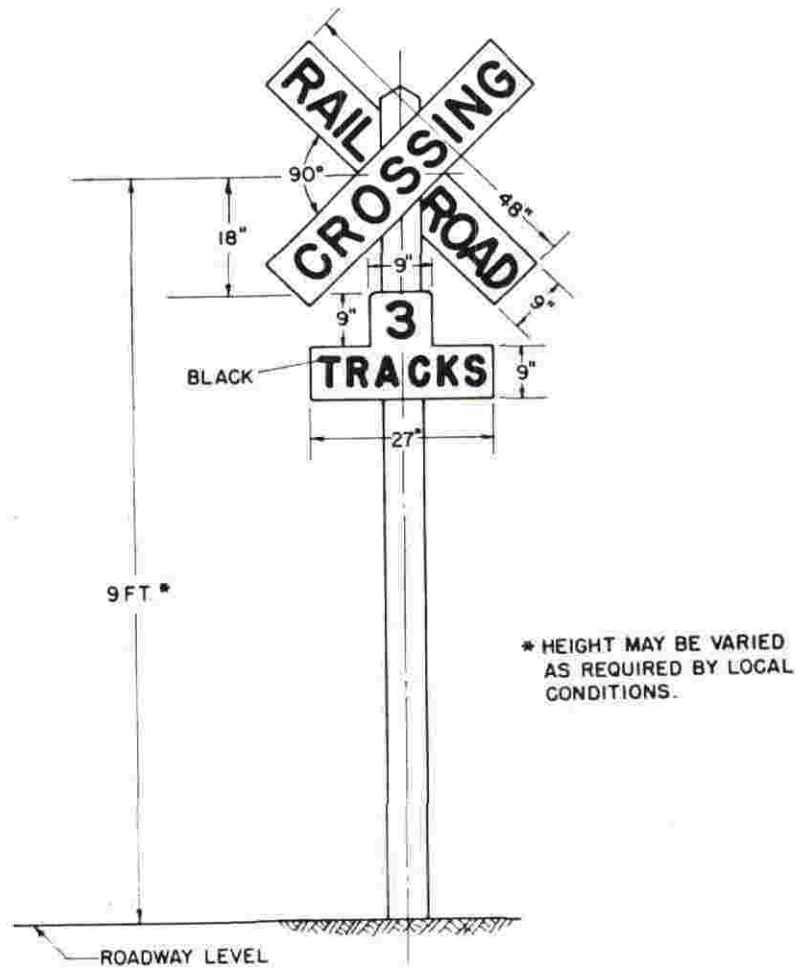 RAIL
CROSSING
ROAD
48"
90°
18"
9"
9"
9"
3
TRACKS
BLACK
9"
27"
9 FT. *
* HEIGHT MAY BE VARIED
AS REQUIRED BY LOCAL
CONDITIONS.
ROADWAY LEVEL